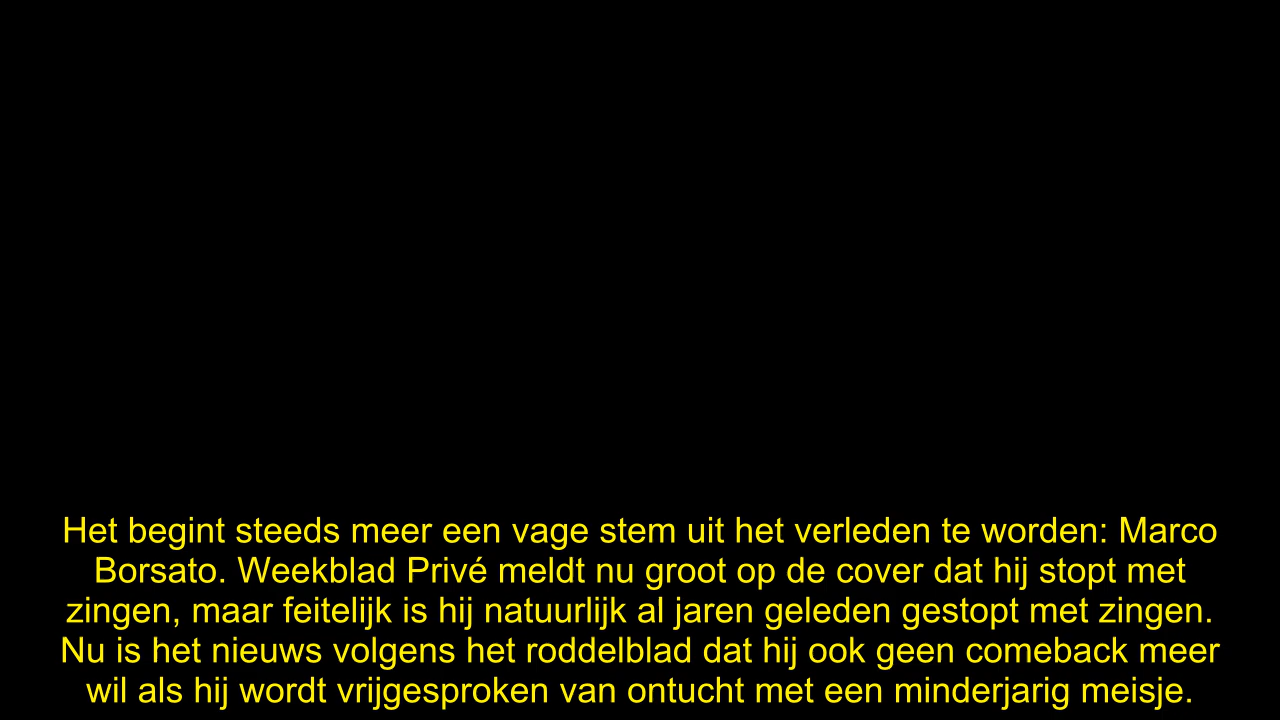 Het begint steeds meer een vage stem uit het verleden te worden: Marco
Borsato. Weekblad Privé meldt nu groot op de cover dat hij stopt met
zingen, maar feitelijk is hij natuurlijk al jaren geleden gestopt met zingen.
Nu is het nieuws volgens het roddelblad dat hij ook geen comeback meer
wil als hij wordt vrijgesproken van ontucht met een minderjarig meisje.